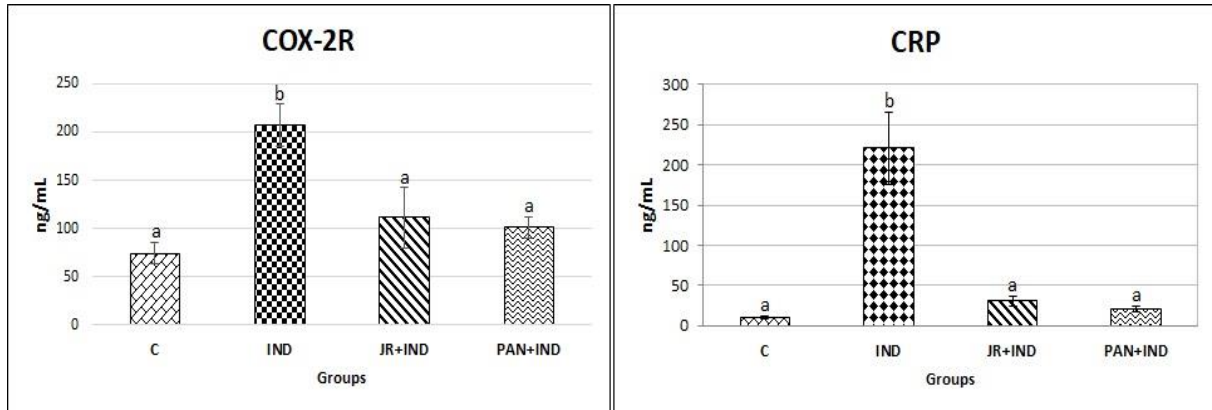 COX-2R
250
200
150
100
50
0
ng/mL
a
b
a
a
C IND JR+IND PAN+IND
Groups
CRP
300
250
200
150
100
50
0
ng/mL
a
b
a
a
C IND JR+IND PAN+IND
Groups